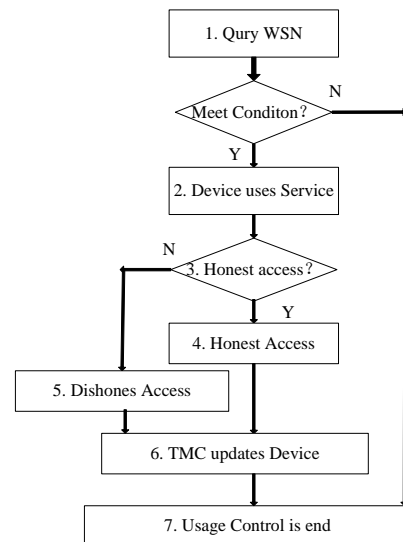 1. Qury WSN
N
Meet Conditon？
Y
2. Device uses Service
N
3. Honest access？
Y
4. Honest Access
5. Dishones Access
6. TMC updates Device
7. Usage Control is end